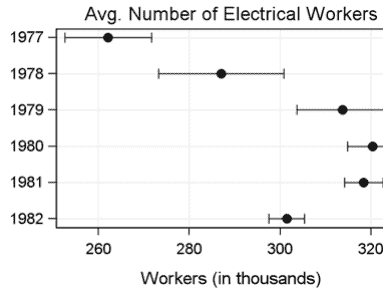 Avg. Number of Electrical Workers
1977
1978
1979
1980
1981
1982
260 280 300 320
Workers (in thousands)